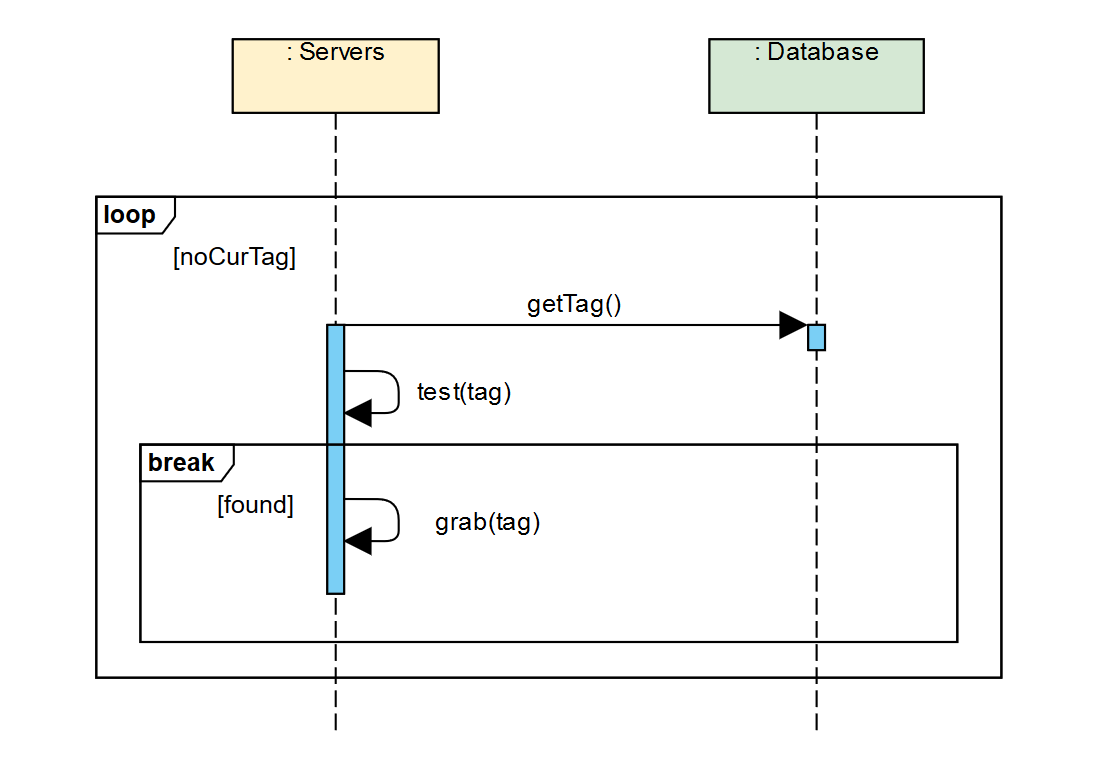 : Servers
: Database
loop
[noCurTag]
getTag()
test(tag)
break
[found]
grab(tag)